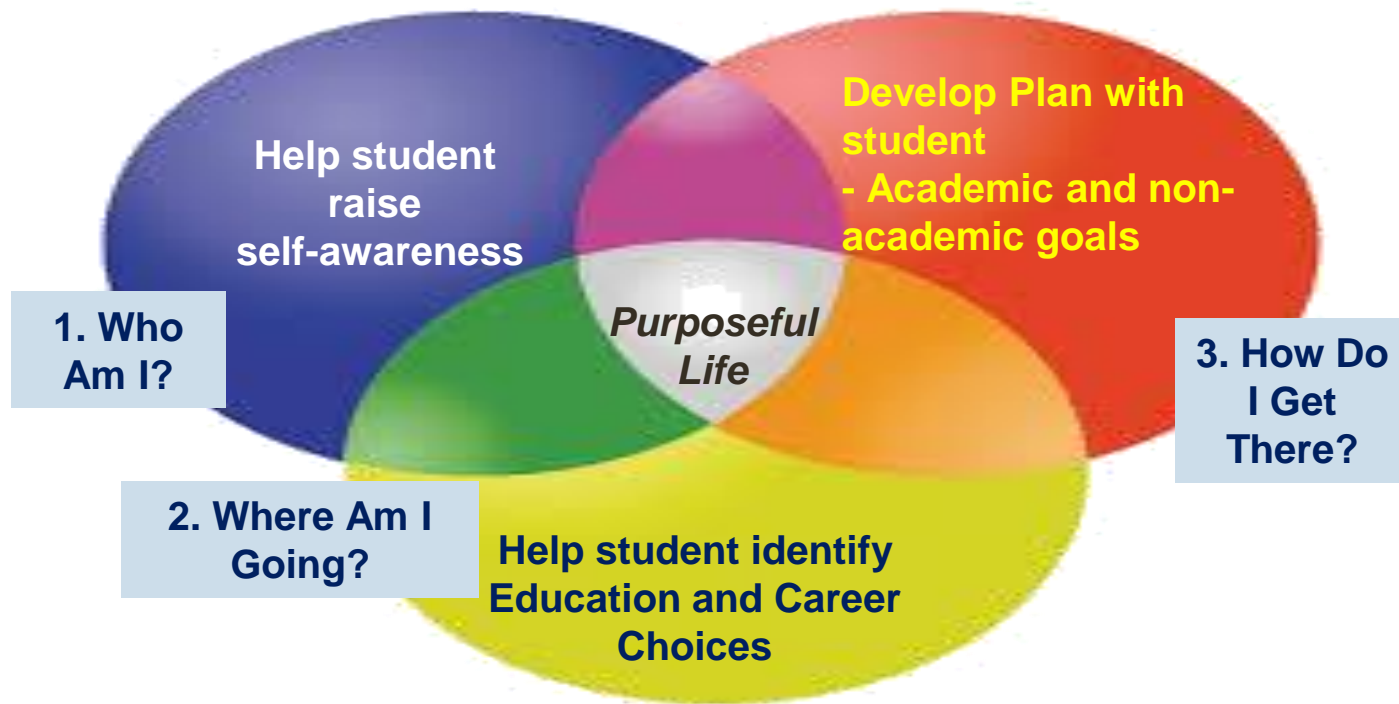 Help student
raise
self-awareness
Develop Plan with
student
- Academic and non-
academic goals
1. Who
Am I?
Purposeful
Life
3. How Do
I Get
There?
2. Where Am I
Going?
Help student identify
Education and Career
Choices